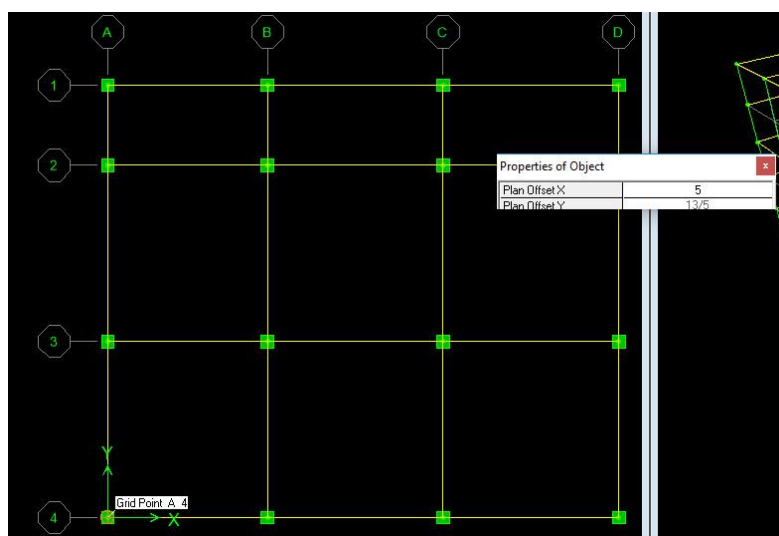 A B C D
1
2
Properties of Object x
Plan Offset X 5
Plan Offset Y 13/5
3
Y
Grid Point A 4
4 X